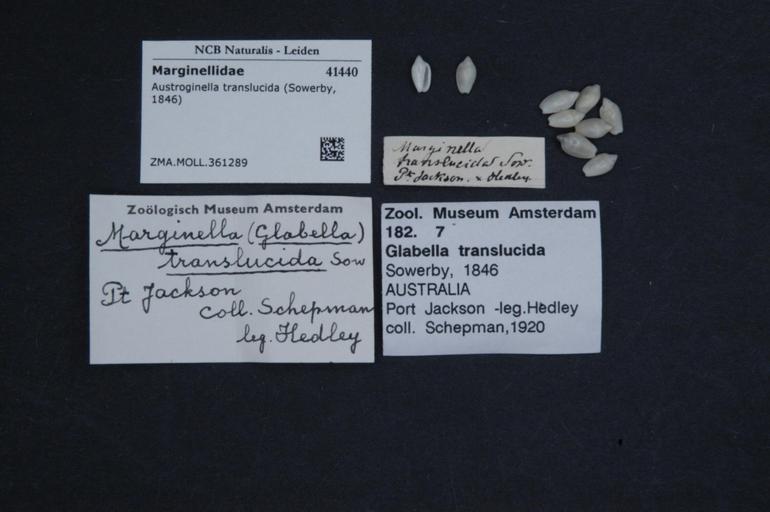 NCB Naturalis - Leiden
Marginellidae 41440
Austroginella translucida (Sowerby,
1846)
ZMA.MOLL.361289
Marginella
translucida Sow.
Pt. Jackson. x Hedley.
Zoölogisch Museum Amsterdam
Marginella (Glabella)
translucida Sow
Pt Jackson
coll. Schepman
leg. Hedley
Zool. Museum Amsterdam
182. 7
Glabella translucida
Sowerby, 1846
AUSTRALIA
Port Jackson -leg.Hedley
coll. Schepman,1920